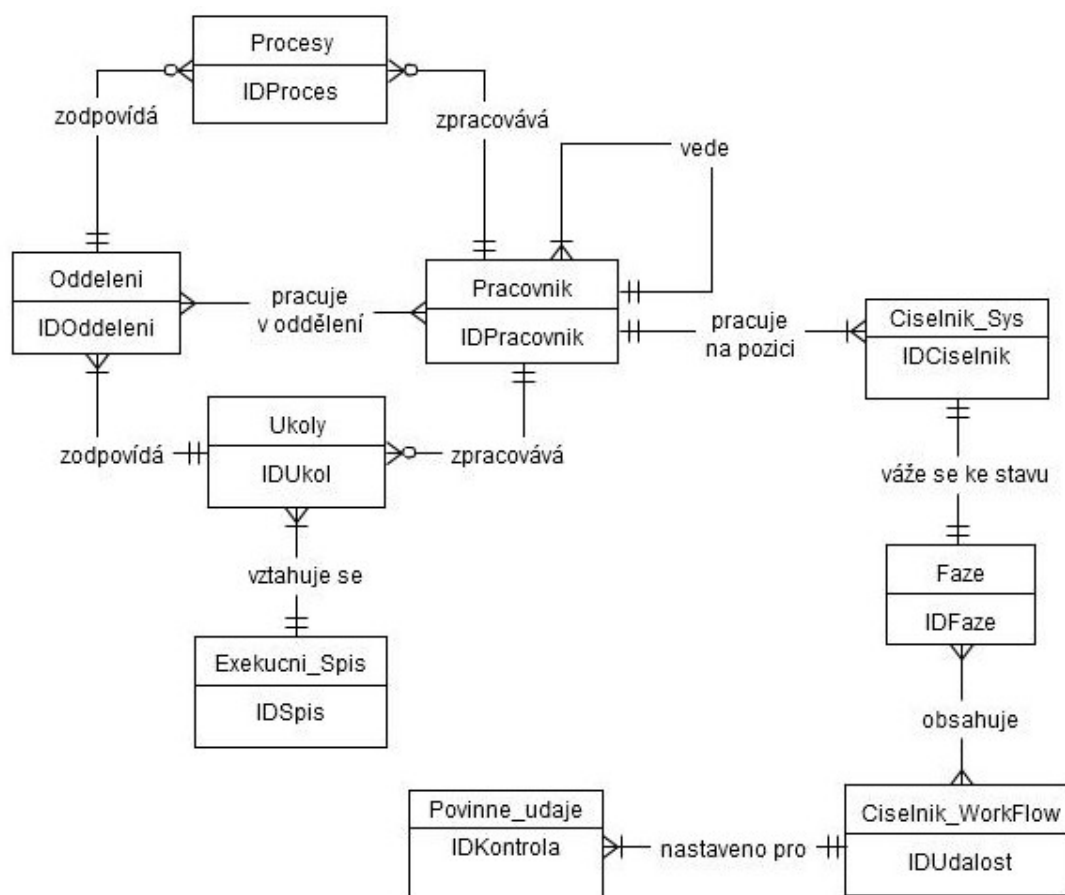 Procesy
IDProces
zodpovídá
zpracovává
vede
Oddeleni
IDOddeleni
pracuje
v oddělení
Pracovnik
IDPracovnik
pracuje
na pozici
Ciselnik_Sys
IDCiselnik
Ukoly
IDUkol
zodpovídá
zpracovává
váže se ke stavu
vztahuje se
Faze
IDFaze
Exekucni_Spis
IDSpis
obsahuje
Povinne_udaje
IDKontrola
nastaveno pro
Ciselnik_WorkFlow
IDUdalost